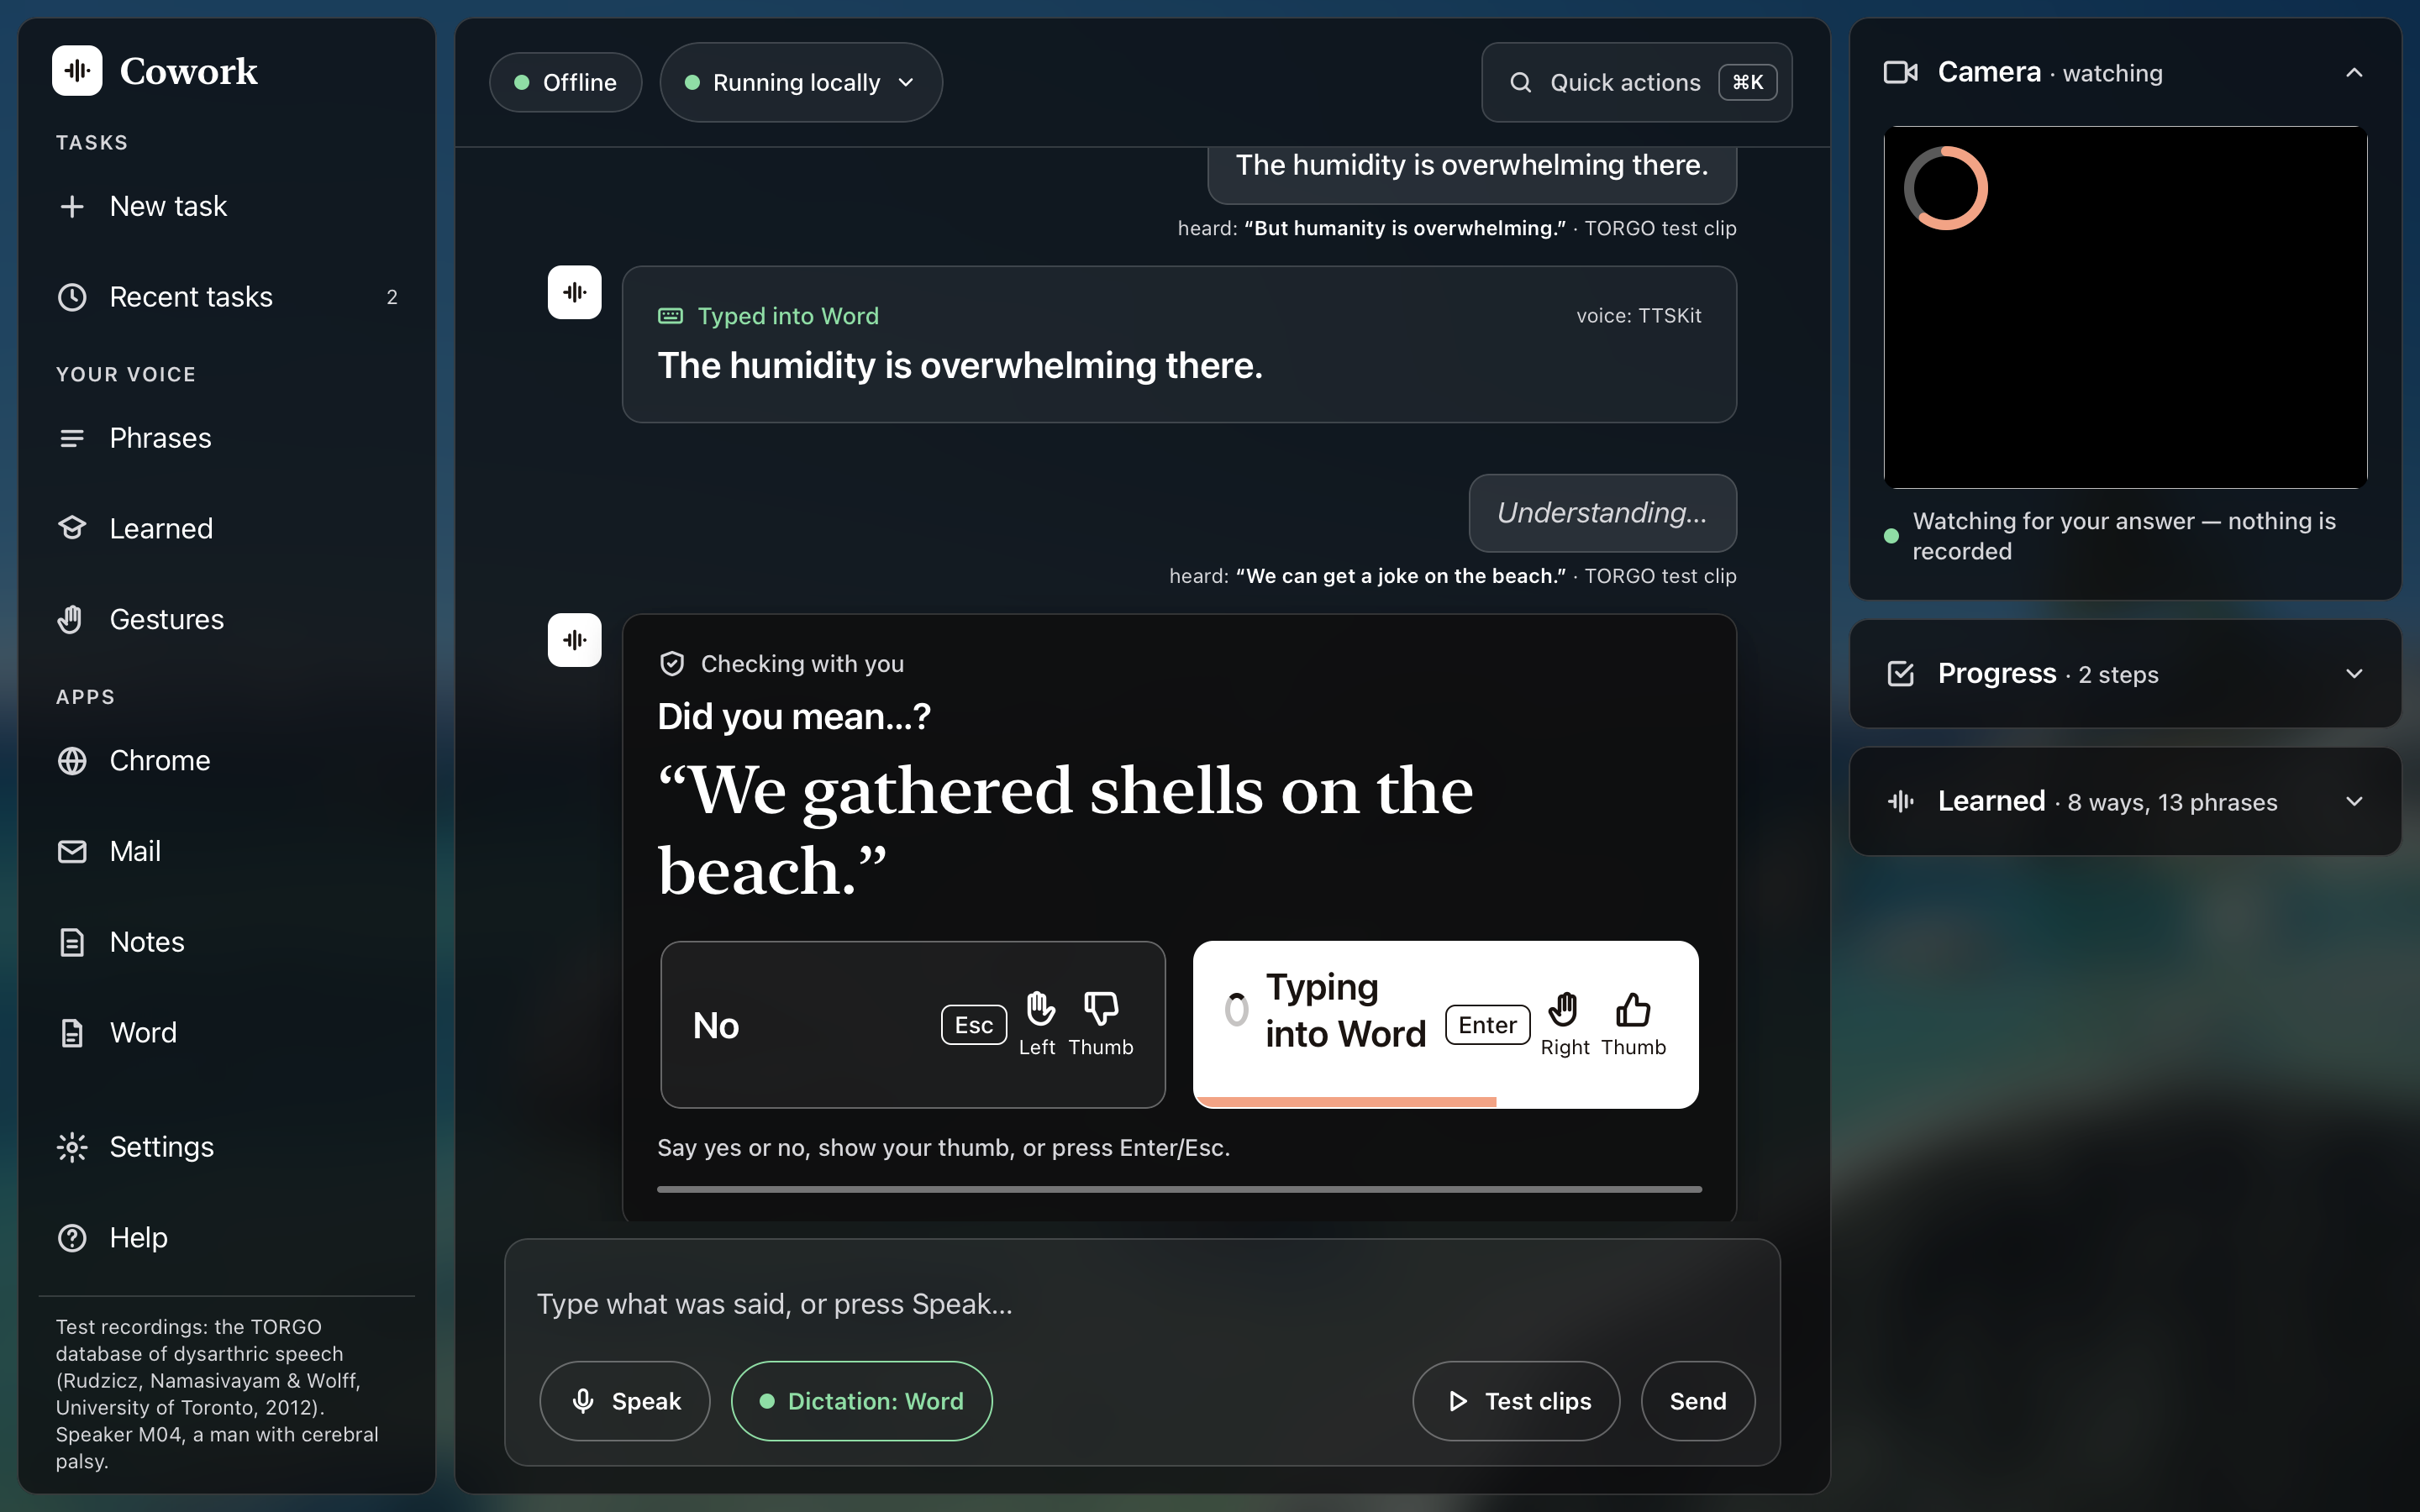 Cowork
TASKS
New task
Recent tasks 2
YOUR VOICE
Phrases
Learned
Gestures
APPS
Chrome
Mail
Notes
Word
Settings
Help
Test recordings: the TORGO
database of dysarthric speech
(Rudzicz, Namasivayam & Wolff,
University of Toronto, 2012).
Speaker M04, a man with cerebral
palsy.
Offline
Running locally
Quick actions ⌘K
The humidity is overwhelming there.
heard: “But humanity is overwhelming.” · TORGO test clip
Typed into Word
voice: TTSKit
The humidity is overwhelming there.
Understanding...
heard: “We can get a joke on the beach.” · TORGO test clip
Checking with you
Did you mean...?
“We gathered shells on the
beach.”
No
Esc
Left
Thumb
Typing
into Word
Enter
Right
Thumb
Say yes or no, show your thumb, or press Enter/Esc.
Type what was said, or press Speak...
Speak
Dictation: Word
Test clips
Send
Camera · watching
Watching for your answer — nothing is
recorded
Progress · 2 steps
Learned · 8 ways, 13 phrases